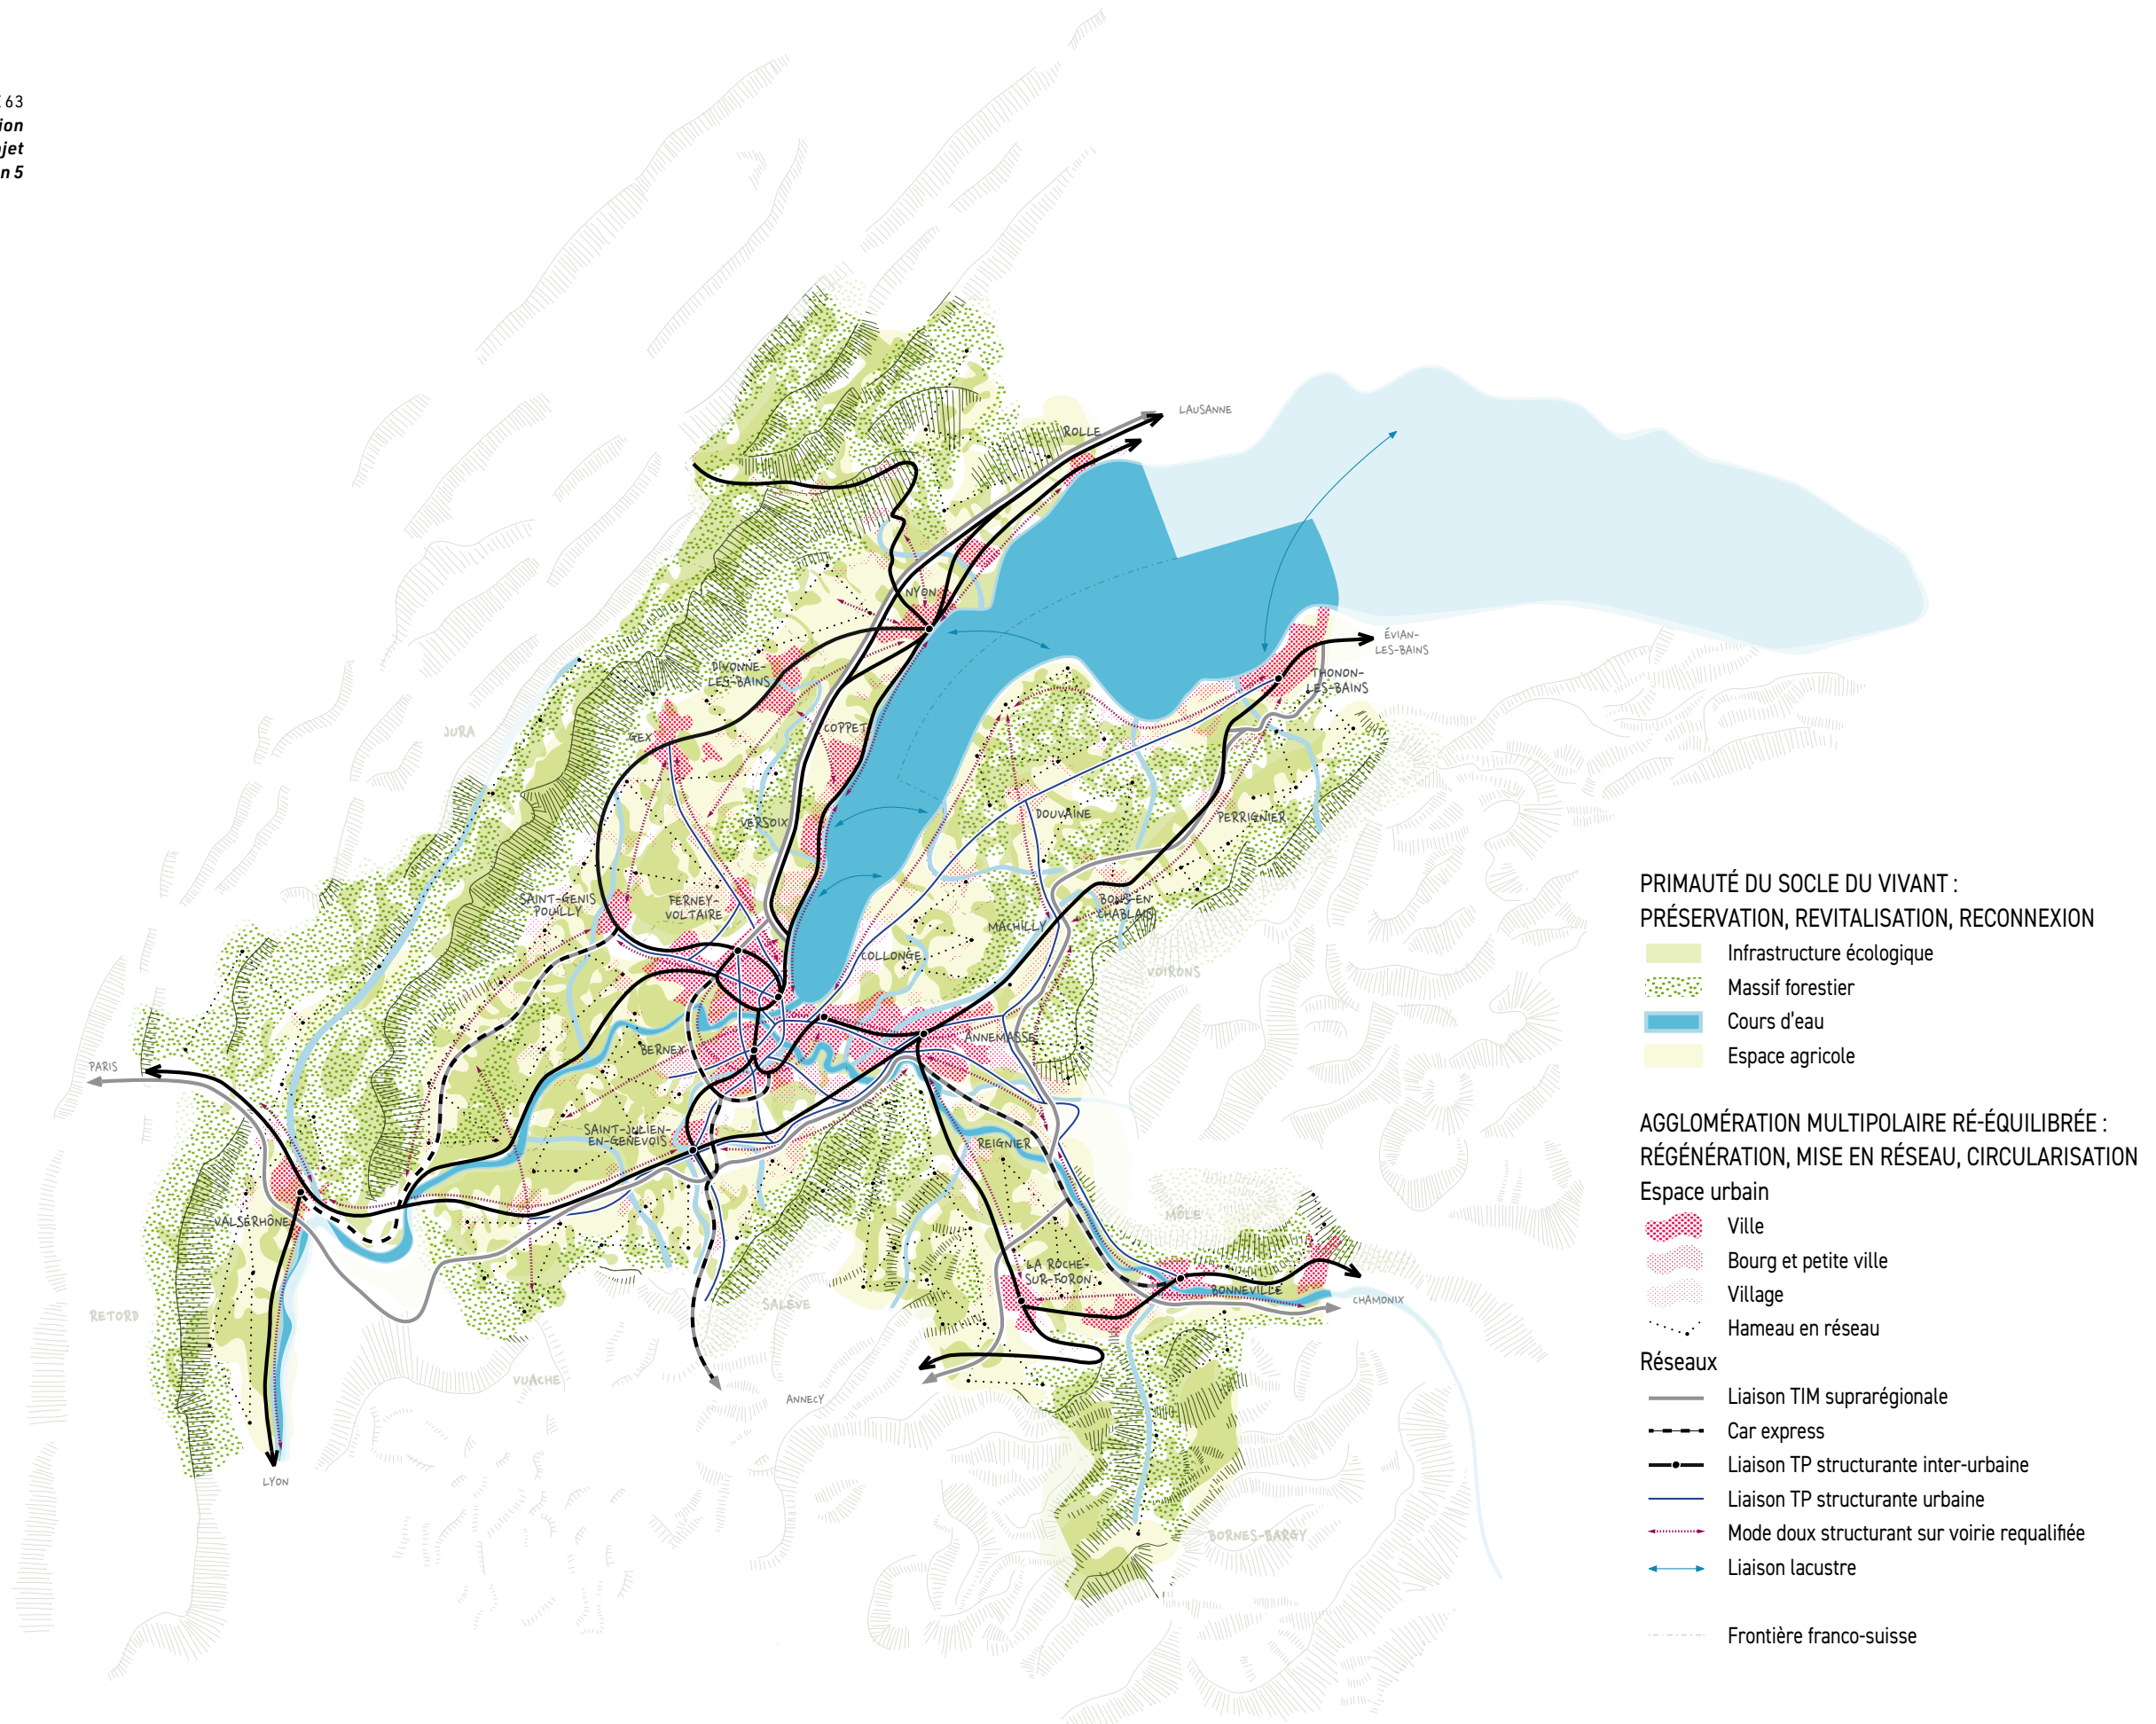 63
ion
jet
n 5
LAUSANNE
ROLLE
NYON
ÉVIAN-
LES-BAINS
THONON-
LES-BAINS
DIVONNE-
LES-BAINS
JURA
GEX
COPPET
VERSOIX
DOUVAINE
PERRIGNIER
SAINT-GENIS
POUILLY
FERNEY-
VOLTAIRE
BONS-EN-
CHABLAIS
MACHILLY
COLLONGE
VOIRONS
ANNEMASSE
BERNEX
PARIS
SAINT-JULIEN-
EN-GENEVOIS
REIGNIER
VALSERHÔNE
MÔLE
LA ROCHE-
SUR-FORON
BONNEVILLE
CHAMONIX
RETORD
SALÈVE
VUACHE
ANNECY
LYON
BORNES-BARGY
PRIMAUTÉ DU SOCLE DU VIVANT :
PRÉSERVATION, REVITALISATION, RECONNEXION
Infrastructure écologique
Massif forestier
Cours d'eau
Espace agricole
AGGLOMÉRATION MULTIPOLAIRE RÉ-ÉQUILIBRÉE :
RÉGÉNÉRATION, MISE EN RÉSEAU, CIRCULARISATION
Espace urbain
Ville
Bourg et petite ville
Village
Hameau en réseau
Réseaux
Liaison TIM suprarégionale
Car express
Liaison TP structurante inter-urbaine
Liaison TP structurante urbaine
Mode doux structurant sur voirie requalifiée
Liaison lacustre
Frontière franco-suisse